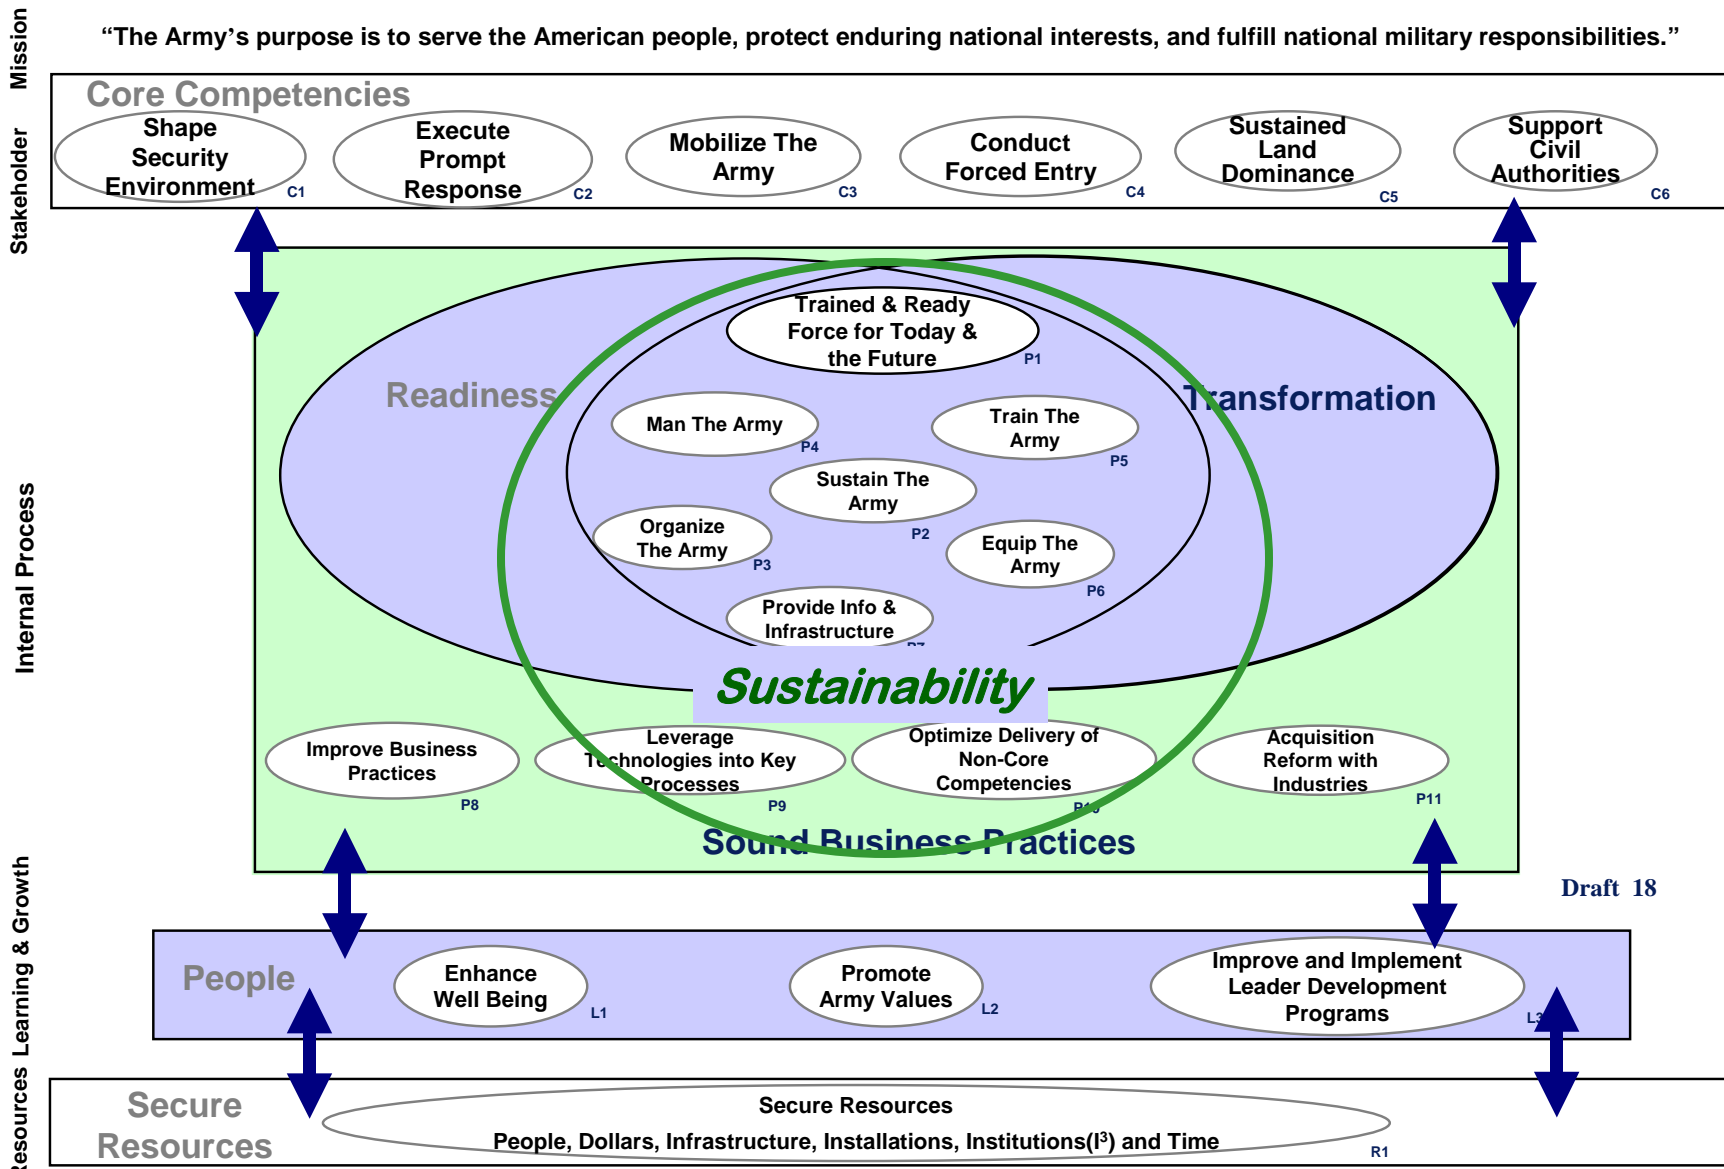 “The Army’s purpose is to serve the American people, protect enduring national interests, and fulfill national military responsibilities.”
Mission
Core Competencies
Stakeholder
Shape
Security
Environment
C1
Execute
Prompt
Response
C2
Mobilize The
Army
C3
Conduct
Forced Entry
C4
Sustained
Land
Dominance
C5
Support
Civil
Authorities
C6
Internal Process
Readiness
Transformation
Trained & Ready
Force for Today &
the Future
P1
Man The Army
P4
Train The
Army
P5
Sustain The
Army
P2
Organize
The Army
P3
Equip The
Army
P6
Provide Info &
Infrastructure
P7
Sustainability
Improve Business
Practices
P8
Leverage
Technologies into Key
Processes
P9
Optimize Delivery of
Non-Core
Competencies
P10
Acquisition
Reform with
Industries
P11
Sound Business Practices
Draft 18
Learning & Growth
People
Enhance
Well Being
L1
Promote
Army Values
L2
Improve and Implement
Leader Development
Programs
L3
Resources
Secure
Resources
Secure Resources
People, Dollars, Infrastructure, Installations, Institutions(I³) and Time
R1